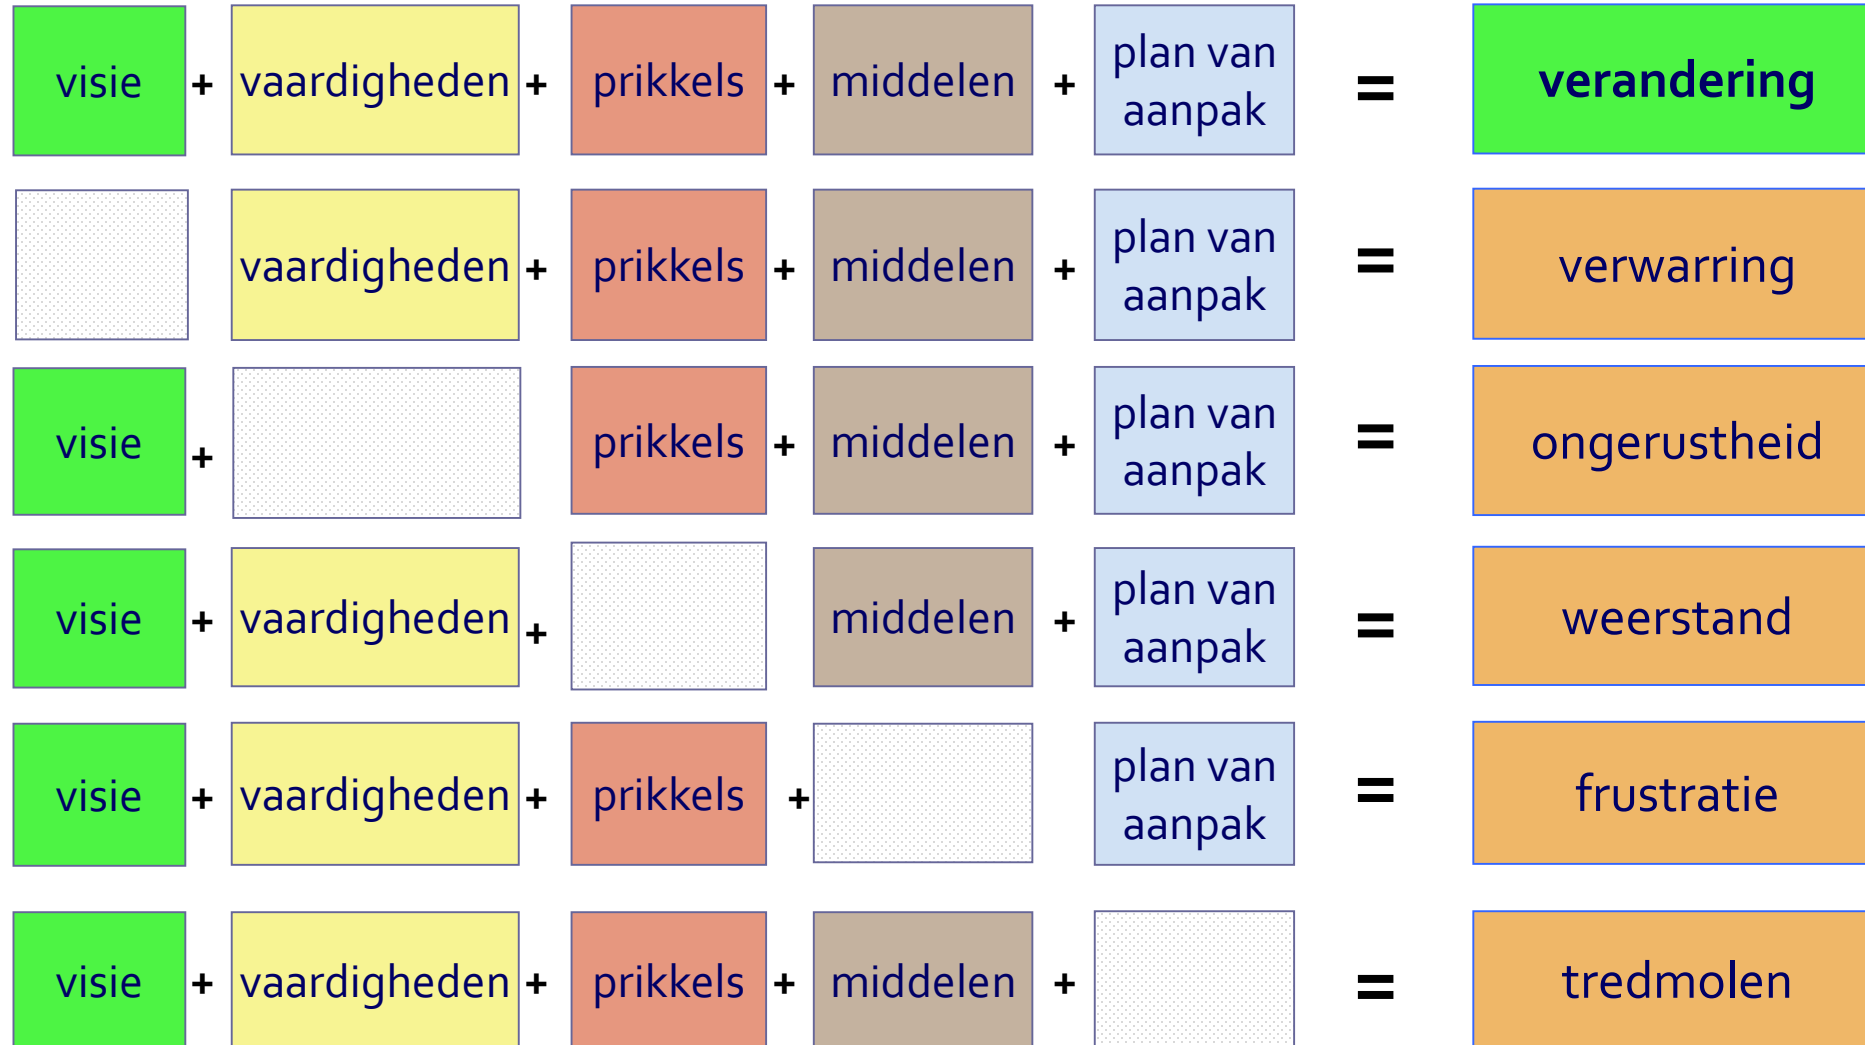 visie + vaardigheden + prikkels + middelen + plan van aanpak = verandering
vaardigheden + prikkels + middelen + plan van aanpak = verwarring
visie + prikkels + middelen + plan van aanpak = ongerustheid
visie + vaardigheden + middelen + plan van aanpak = weerstand
visie + vaardigheden + prikkels + plan van aanpak = frustratie
visie + vaardigheden + prikkels + middelen + = tredmolen